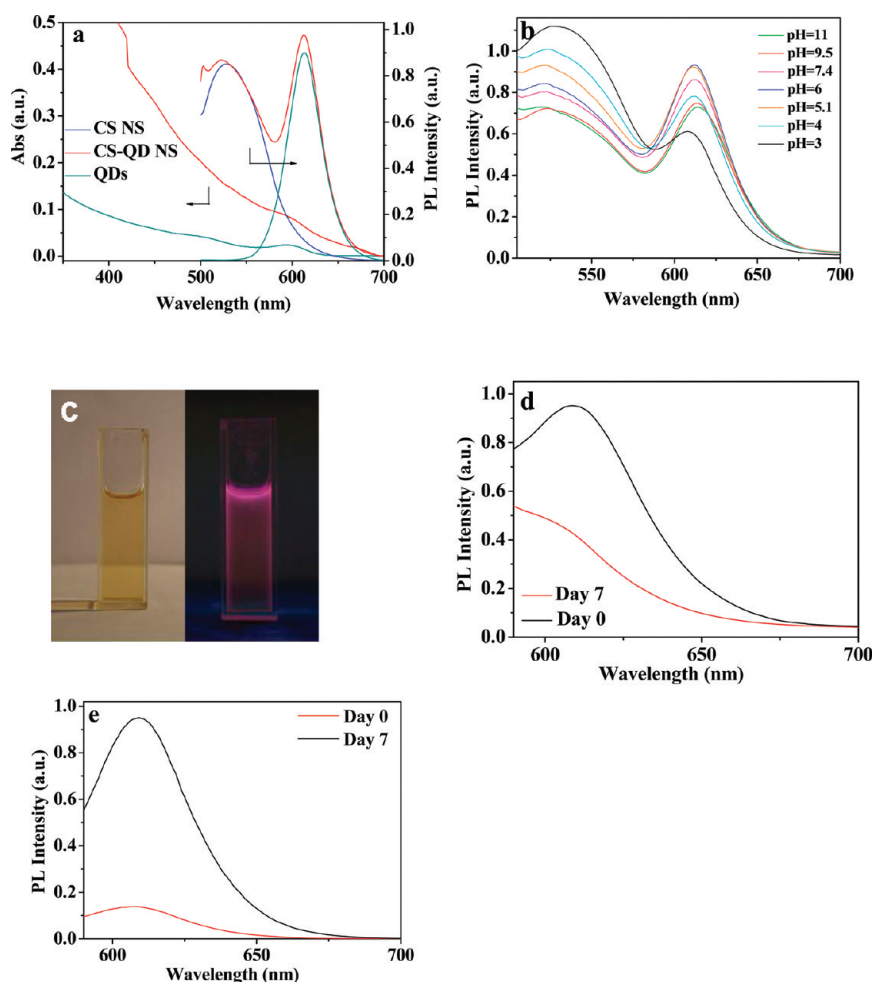 a
0.5
0.4
0.3
0.2
0.1
0.0
Abs (a.u.)
1.0
0.8
0.6
0.4
0.2
0.0
PL Intensity (a.u.)
CS NS
CS-QD NS
QDs
400 500 600 700
Wavelength (nm)
b
1.2
1.0
0.8
0.6
0.4
0.2
0.0
PL Intensity (a.u.)
pH=11
pH=9.5
pH=7.4
pH=6
pH=5.1
pH=4
pH=3
550 600 650 700
Wavelength (nm)
C
d
1.0
0.8
0.6
0.4
0.2
0.0
PL Intensity (a.u.)
Day 7
Day 0
600 650 700
Wavelength (nm)
e
1.0
0.8
0.6
0.4
0.2
0.0
PL Intensity (a.u.)
Day 0
Day 7
600 650 700
Wavelength (nm)